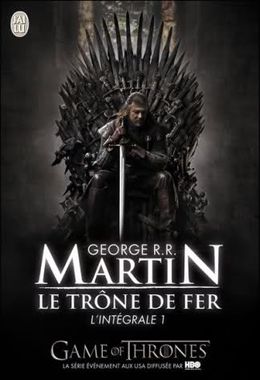 J'AI
LU
GEORGE R.R.
MARTIN
LE TRÔNE DE FER
L'INTÉGRALE 1
GAME OF THRONES
LA SÉRIE ÉVÉNEMENT AUX USA DIFFUSÉE PAR HBO